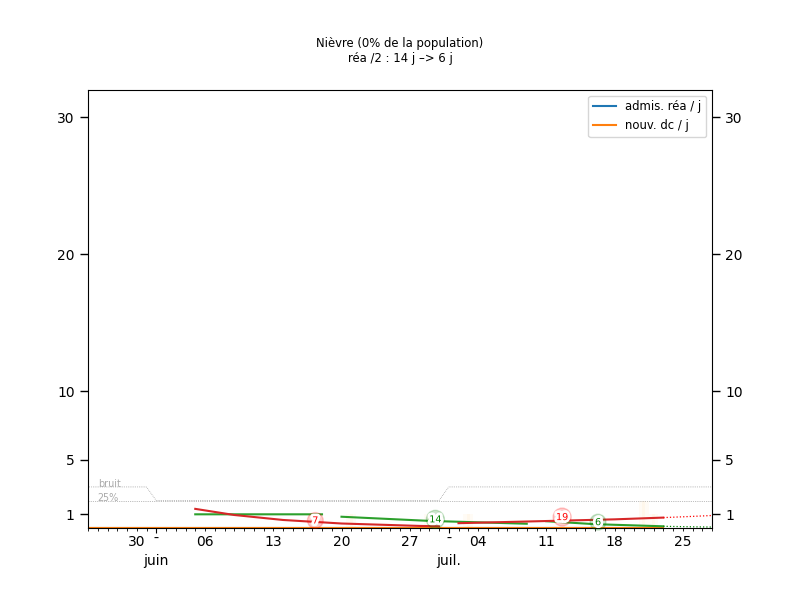 Nièvre (0% de la population)
réa /2 : 14 j –> 6 j
admis. réa / j
nouv. dc / j
30 30
20 20
10 10
5 5
bruit
25%
1 1
7 14 19 6
30 - 06 13 20 27 - 04 11 18 25
juin juil.